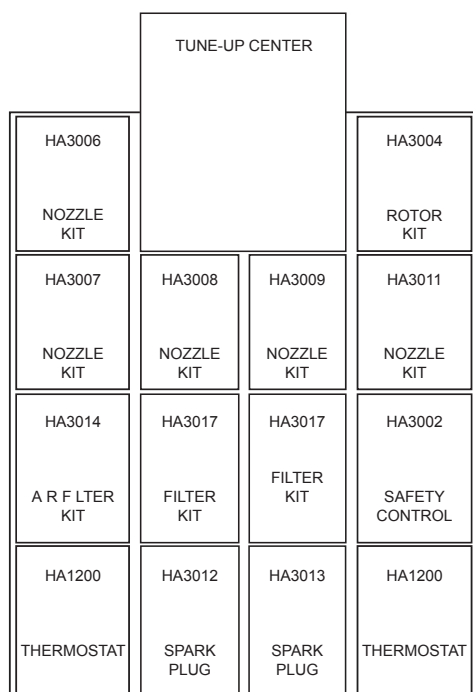 TUNE-UP CENTER
HA3006
NOZZLE
KIT
HA3004
ROTOR
KIT
HA3007
NOZZLE
KIT
HA3008
NOZZLE
KIT
HA3009
NOZZLE
KIT
HA3011
NOZZLE
KIT
HA3014
A R F LTER
KIT
HA3017
FILTER
KIT
HA3017
FILTER
KIT
HA3002
SAFETY
CONTROL
HA1200
THERMOSTAT
HA3012
SPARK
PLUG
HA3013
SPARK
PLUG
HA1200
THERMOSTAT